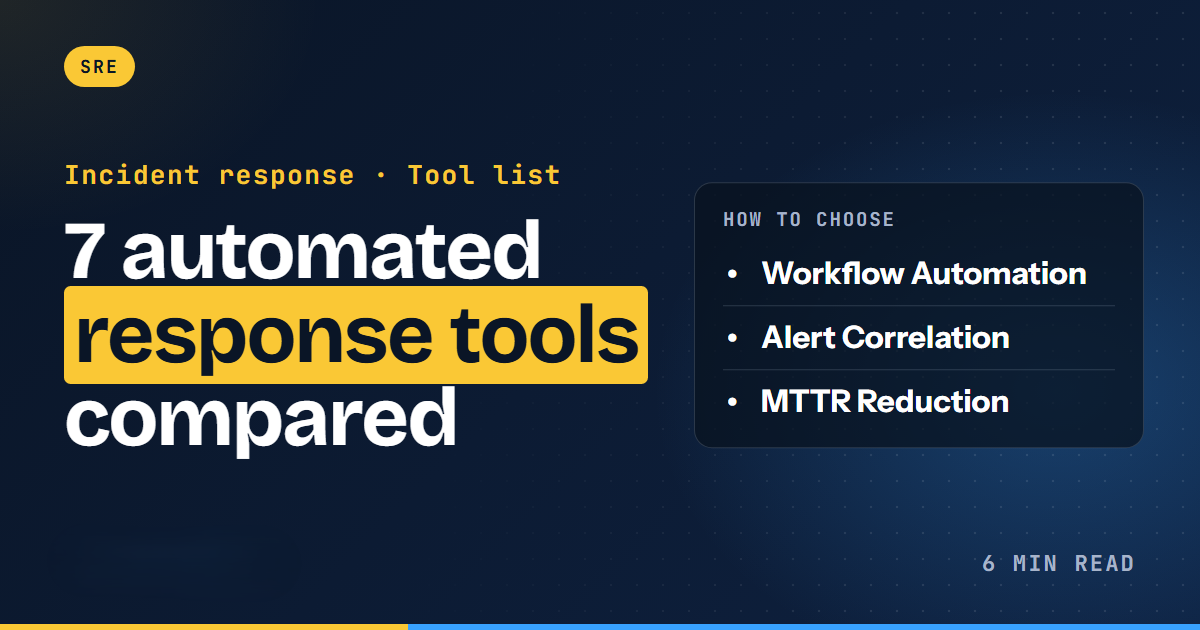 SRE
Incident response · Tool list
7 automated
response tools
compared
HOW TO CHOOSE
• Workflow Automation
• Alert Correlation
• MTTR Reduction
6 MIN READ